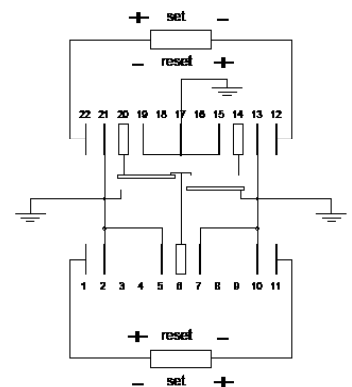 + set -
- reset +
22 21 20 19 18 17 16 15 14 13 12
1 2 3 4 5 6 7 8 9 10 11
+ reset -
- set +